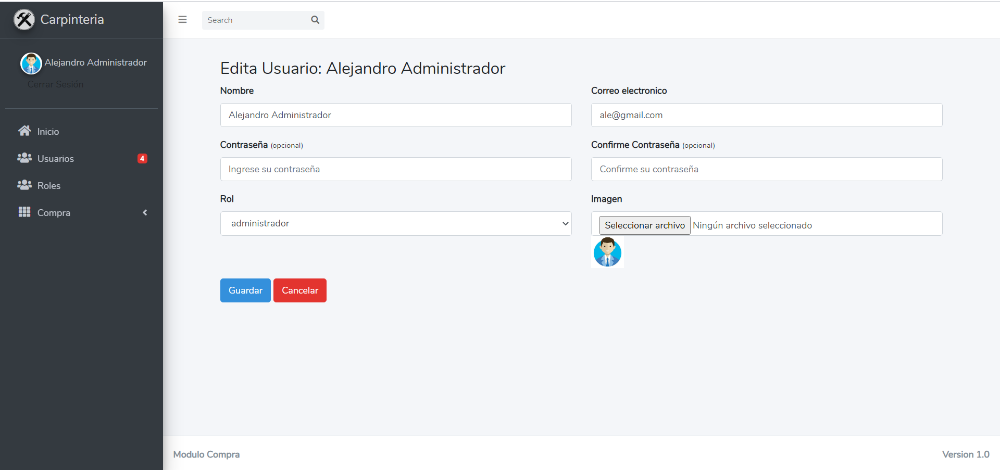 Carpinteria
Search
Alejandro Administrador
Cerrar Sesión
Inicio
Usuarios 4
Roles
Compra
Edita Usuario: Alejandro Administrador
Nombre
Alejandro Administrador
Correo electronico
ale@gmail.com
Contraseña (opcional)
Ingrese su contraseña
Confirme Contraseña (opcional)
Confirme su contraseña
Rol
administrador
Imagen
Seleccionar archivo Ningún archivo seleccionado
Guardar Cancelar
Modulo Compra
Version 1.0